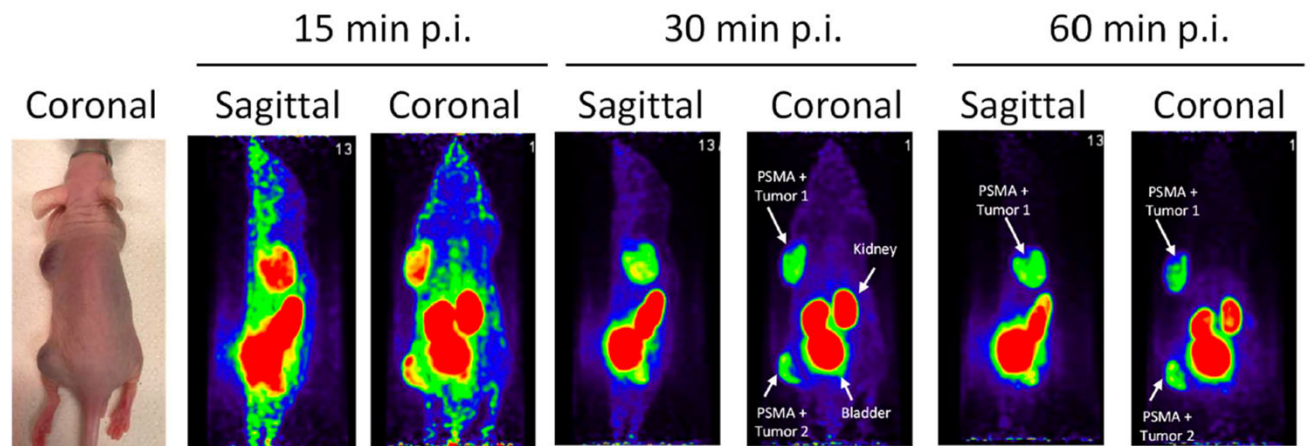 15 min p.i.
30 min p.i.
60 min p.i.
Coronal
Sagittal
Coronal
Sagittal
Coronal
Sagittal
Coronal
13
1
13
1
13
1
PSMA +
Tumor 1
Kidney
PSMA +
Tumor 2
Bladder
PSMA +
Tumor 1
PSMA +
Tumor 1
PSMA +
Tumor 2